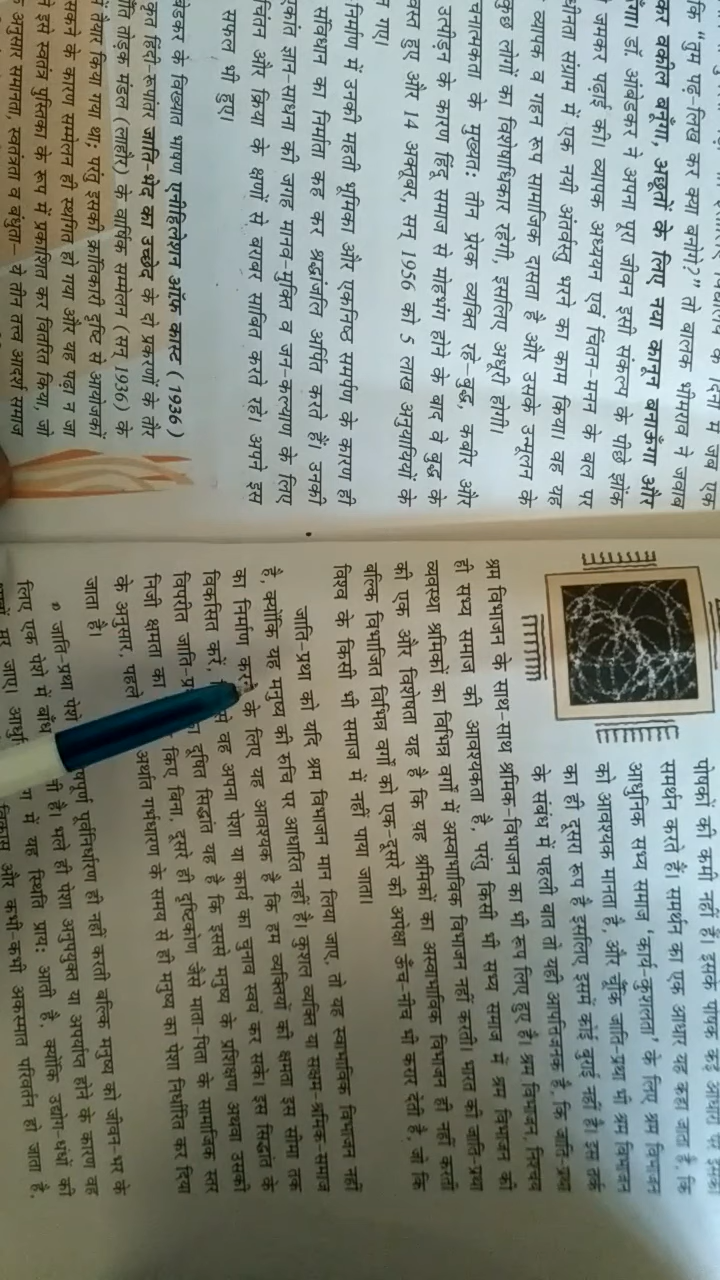 के दिनों में जब एक
कि “तुम पढ़-लिख कर क्या बनोगे?” तो बालक भीमराव ने जवाब
कर वकील बनूँगा, अछूतों के लिए नया कानून बनाऊँगा और
डॉ. आंबेडकर ने अपना पूरा जीवन इसी संकल्प के पीछे झोंक
जमकर पढ़ाई की। व्यापक अध्ययन एवं चिंतन-मनन के बल पर
संग्राम में एक नयी अंतर्वस्तु भरने का काम किया। वह यह
व्यापक व गहन रूप सामाजिक दासता है और उसके उन्मूलन के
कुछ लोगों का विशेषाधिकार रहेगी, इसलिए अधूरी होगी।
के मुख्यत: तीन प्रेरक व्यक्ति रहे–बुद्ध, कबीर और
उत्पीड़न के कारण हिंदू समाज से मोहभंग होने के बाद वे बुद्ध के
हुए और 14 अक्तूबर, सन् 1956 को 5 लाख अनुयायियों के
गए।
निर्माण में उनकी महती भूमिका और एकनिष्ठ समर्पण के कारण ही
संविधान का निर्माता कह कर श्रद्धांजलि अर्पित करते हैं। उनकी
ज्ञान-साधना की जगह मानव-मुक्ति व जन-कल्याण के लिए
चिंतन और क्रिया के क्षणों से बराबर साबित करते रहे। अपने इस
सफल भी हुए।
के विख्यात भाषण एनीहिलेशन ऑफ़ कास्ट (1936)
हिंदी-रूपांतर जाति-भेद का उच्छेद के दो प्रकरणों के तौर
तोड़क मंडल (लाहौर) के वार्षिक सम्मेलन (सन् 1936) के
तैयार किया गया था; परंतु इसकी क्रांतिकारी दृष्टि से आयोजकों
सकने के कारण सम्मेलन ही स्थगित हो गया और यह पढ़ा न जा
इसे स्वतंत्र पुस्तिका के रूप में प्रकाशित कर वितरित किया, जो
के अनुसार समानता, स्वतंत्रता व बंधुता– ये तीन तत्त्व आदर्श समाज
पोषकों की कमी नहीं है। इसके पोषक कई आधारों पर इसका
समर्थन करते हैं। समर्थन का एक आधार यह कहा जाता है, कि
आधुनिक सभ्य समाज ‘कार्य-कुशलता’ के लिए श्रम विभाजन
को आवश्यक मानता है, और चूँकि जाति-प्रथा भी श्रम विभाजन
का ही दूसरा रूप है इसलिए इसमें कोई बुराई नहीं है। इस तर्क
के संबंध में पहली बात तो यही आपत्तिजनक है, कि जाति-प्रथा
श्रम विभाजन के साथ-साथ श्रमिक-विभाजन का भी रूप लिए हुए है। श्रम विभाजन, निश्चय
ही सभ्य समाज की आवश्यकता है, परंतु किसी भी सभ्य समाज में श्रम विभाजन की
व्यवस्था श्रमिकों का विभिन्न वर्गों में अस्वाभाविक विभाजन नहीं करती। भारत की जाति-प्रथा
की एक और विशेषता यह है कि यह श्रमिकों का अस्वाभाविक विभाजन ही नहीं करती
बल्कि विभाजित विभिन्न वर्गों को एक-दूसरे की अपेक्षा ऊँच-नीच भी करार देती है, जो कि
विश्व के किसी भी समाज में नहीं पाया जाता।
जाति-प्रथा को यदि श्रम विभाजन मान लिया जाए, तो यह स्वाभाविक विभाजन नहीं
है, क्योंकि यह मनुष्य की रुचि पर आधारित नहीं है। कुशल व्यक्ति या सक्षम-श्रमिक-समाज
का निर्माण करने के लिए यह आवश्यक है कि हम व्यक्तियों की क्षमता इस सीमा तक
विकसित करें, वह अपना पेशा या कार्य का चुनाव स्वयं कर सके। इस सिद्धांत के
विपरीत जाति-प्र दूषित सिद्धांत यह है कि इससे मनुष्य के प्रशिक्षण अथवा उसकी
निजी क्षमता का किए बिना, दूसरे ही दृष्टिकोण जैसे माता-पिता के सामाजिक स्तर
के अनुसार, पहले अर्थात गर्भधारण के समय से ही मनुष्य का पेशा निर्धारित कर दिया
जाता है।
जाति-प्रथा पेशे पूर्वनिर्धारण ही नहीं करती बल्कि मनुष्य को जीवन-भर के
लिए एक पेशे में बाँध है। भले ही पेशा अनुपयुक्त या अपर्याप्त होने के कारण वह
मर जाए। में यह स्थिति प्राय: आती है, क्योंकि उद्योग-धंधों की
विकास और कभी-कभी अकस्मात परिवर्तन हो जाता है,